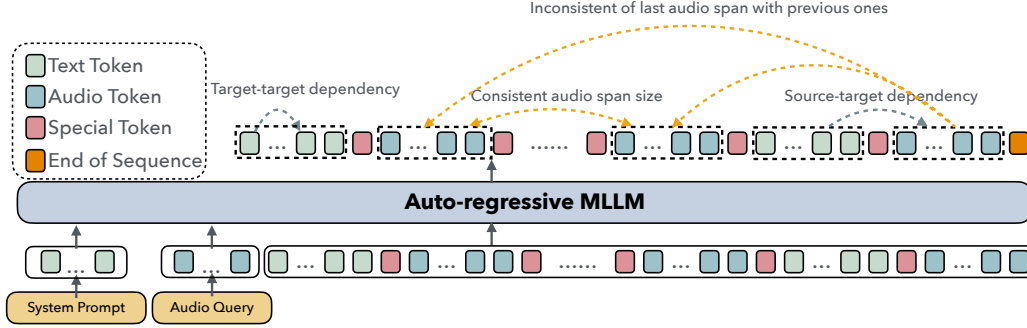 Inconsistent of last audio span with previous ones
Text Token
Audio Token
Special Token
End of Sequence
Target-target dependency
Consistent audio span size
Source-target dependency
... ... ...... ... ... ...
Auto-regressive MLLM
... ... ... ... ...... ... ... ...
System Prompt
Audio Query